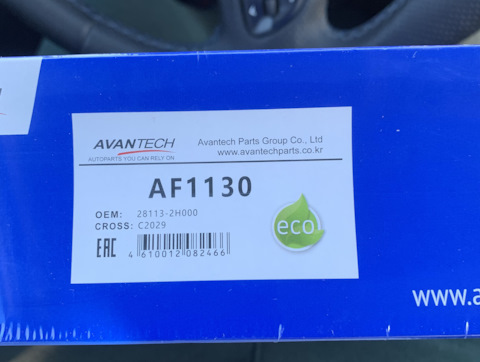 AVANTECH
AUTOPARTS YOU CAN RELY ON
Avantech Parts Group Co., Ltd
www.avantechparts.co.kr
AF1130
OEM: 28113-2H000
CROSS: C2029
EAC
4 610012 082466
eco
www.a